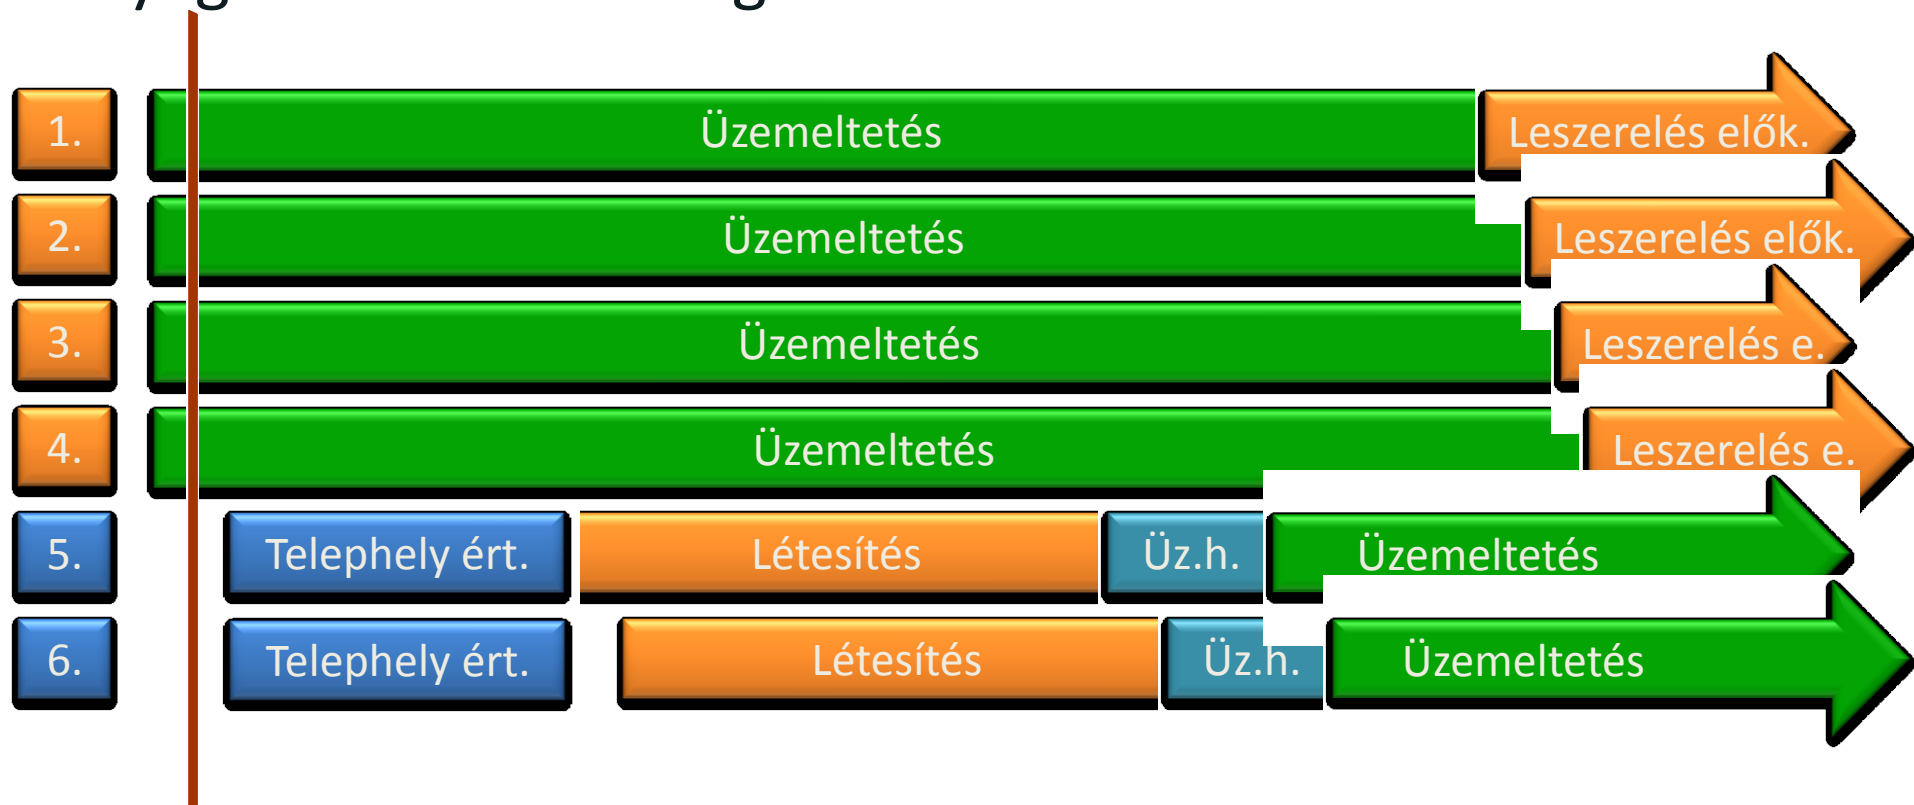 1. Üzemeltetés Leszerelés elők.
2. Üzemeltetés Leszerelés elők.
3. Üzemeltetés Leszerelés e.
4. Üzemeltetés Leszerelés e.
5. Telephely ért. Létesítés Üz.h. Üzemeltetés
6. Telephely ért. Létesítés Üz.h. Üzemeltetés